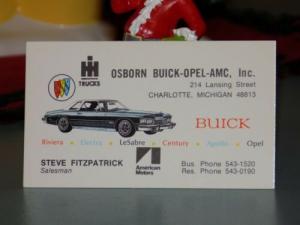 IH
TRUCKS
OSBORN BUICK-OPEL-AMC, Inc.
214 Lansing Street
CHARLOTTE, MICHIGAN 48813
BUICK
Riviera • Electra • LeSabre • Century • Apollo • Opel
STEVE FITZPATRICK
Salesman
American
Motors
Bus. Phone 543-1520
Res. Phone 543-0190